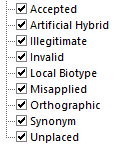 Accepted
Artificial Hybrid
Illegitimate
Invalid
Local Biotype
Misapplied
Orthographic
Synonym
Unplaced